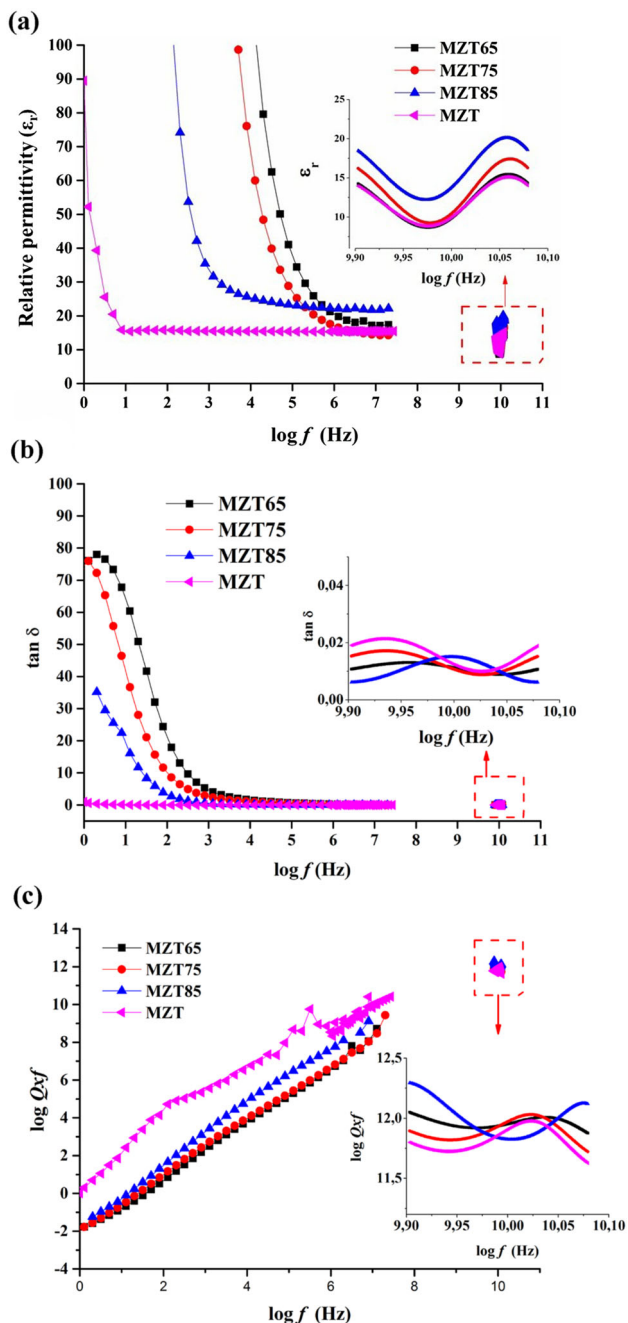 (a)
MZT65
MZT75
MZT85
MZT
100
90
80
70
60
50
40
30
20
10
0
Relative permittivity (εᵣ)
25
20
15
10
εᵣ
9,90 9,95 10,00 10,05 10,10
log f (Hz)
0 1 2 3 4 5 6 7 8 9 10 11
log f (Hz)
(b)
MZT65
MZT75
MZT85
MZT
100
90
80
70
60
50
40
30
20
10
0
tan δ
0,04
0,02
0,00
tan δ
9,90 9,95 10,00 10,05 10,10
log f (Hz)
0 1 2 3 4 5 6 7 8 9 10 11
log f (Hz)
(c)
MZT65
MZT75
MZT85
MZT
14
12
10
8
6
4
2
0
-2
-4
log Qxf
12,5
12,0
11,5
log Qxf
9,90 9,95 10,00 10,05 10,10
log f (Hz)
0 2 4 6 8 10
log f (Hz)